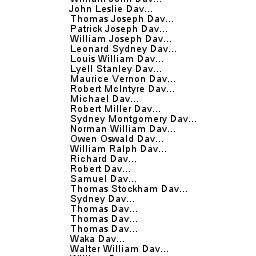 John Leslie Dav...
Thomas Joseph Dav...
Patrick Joseph Dav...
William Joseph Dav...
Leonard Sydney Dav...
Louis William Dav...
Lyell Stanley Dav...
Maurice Vernon Dav...
Robert McIntyre Dav...
Michael Dav...
Robert Miller Dav...
Sydney Montgomery Dav...
Norman William Dav...
Owen Oswald Dav...
William Ralph Dav...
Richard Dav...
Robert Dav...
Samuel Dav...
Thomas Stockham Dav...
Sydney Dav...
Thomas Dav...
Thomas Dav...
Thomas Dav...
Waka Dav...
Walter William Dav...